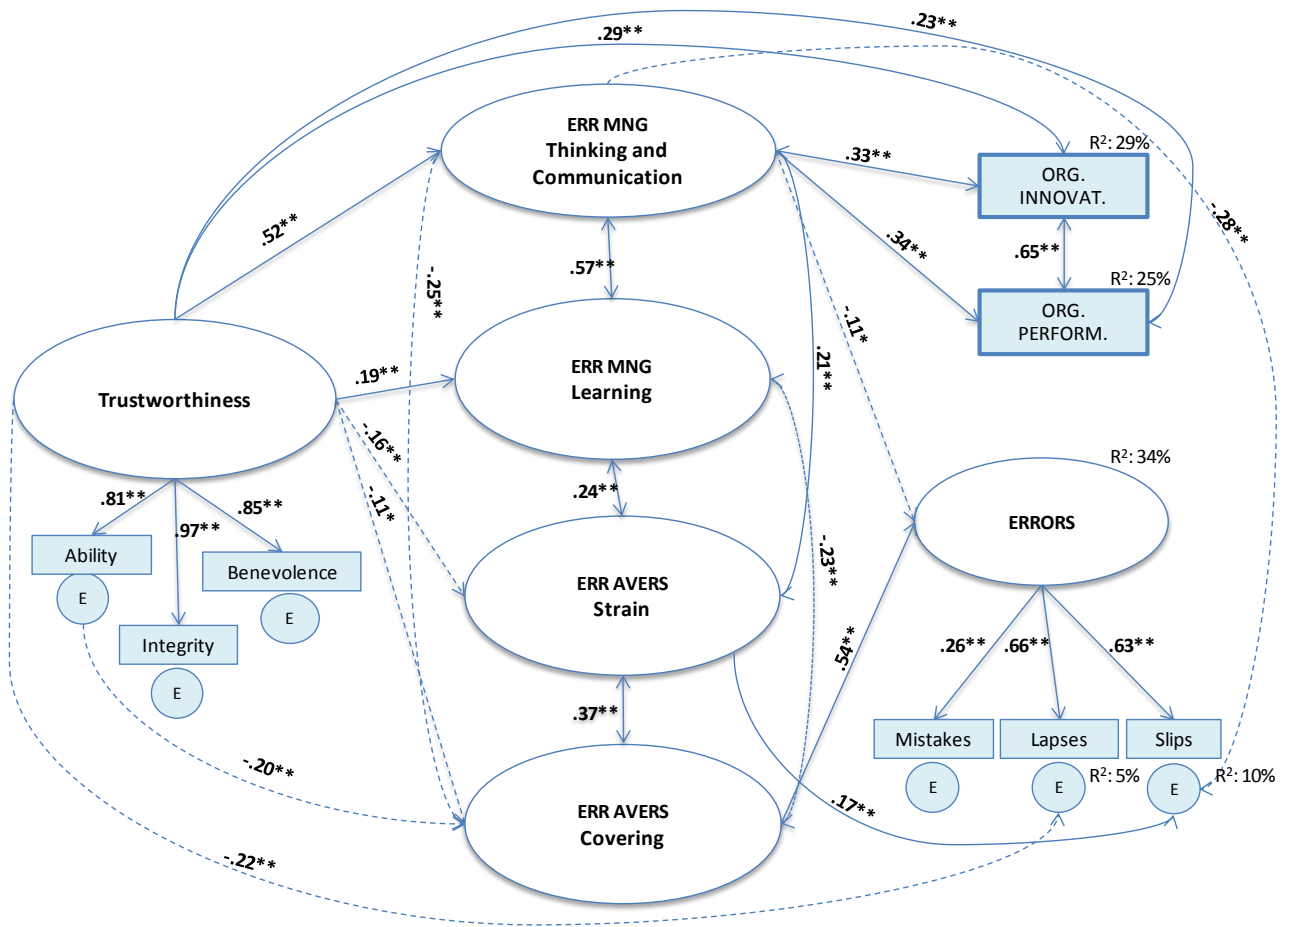 .23**
.29**
ERR MNG
Thinking and
Communication
R²: 29%
.33**
ORG.
INNOVAT.
.52**
-.28**
.34**
.65**
.57**
-.25**
R²: 25%
ORG.
PERFORM.
-.11*
.21**
ERR MNG
Learning
.19**
Trustworthiness
-.16**
R²: 34%
-.11*
.24**
.81**
.97**
.85**
ERRORS
Ability
Benevolence
E
E
-.23**
ERR AVERS
Strain
Integrity
E
.54**
.26**
.66**
.63**
.37**
Mistakes
Lapses
Slips
-.20**
E
E
R²: 5%
E
R²: 10%
.17**
ERR AVERS
Covering
-.22**